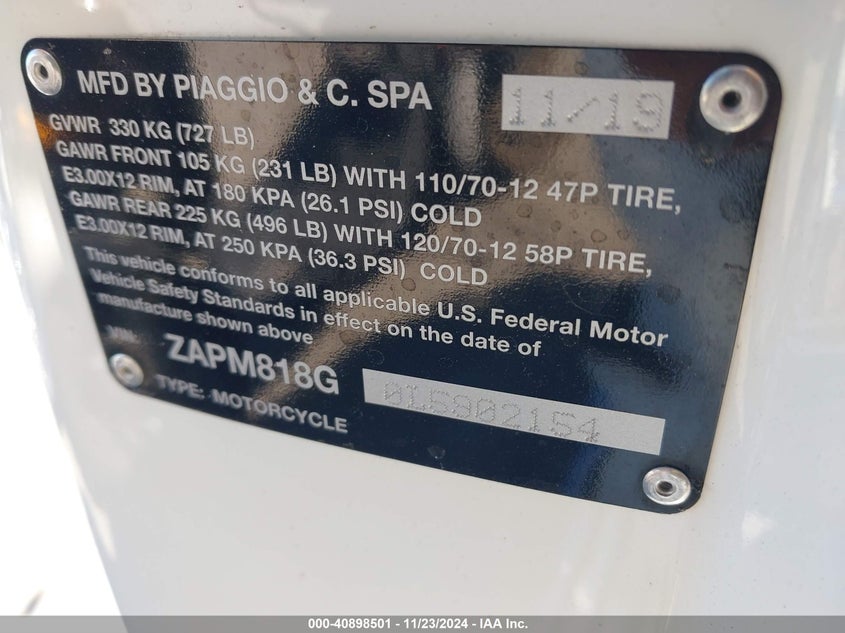 MFD BY PIAGGIO & C. SPA 11-19
GVWR 330 KG (727 LB)
GAWR FRONT 105 KG (231 LB) WITH 110/70-12 47P TIRE,
E3.00X12 RIM, AT 180 KPA (26.1 PSI) COLD
GAWR REAR 225 KG (496 LB) WITH 120/70-12 58P TIRE,
E3.00X12 RIM, AT 250 KPA (36.3 PSI) COLD
This vehicle conforms to all applicable U.S. Federal Motor
Vehicle Safety Standards in effect on the date of
manufacture shown above
VIN: ZAPM818G
TYPE: MOTORCYCLE
000-40898501 - 11/23/2024 - IAA Inc.